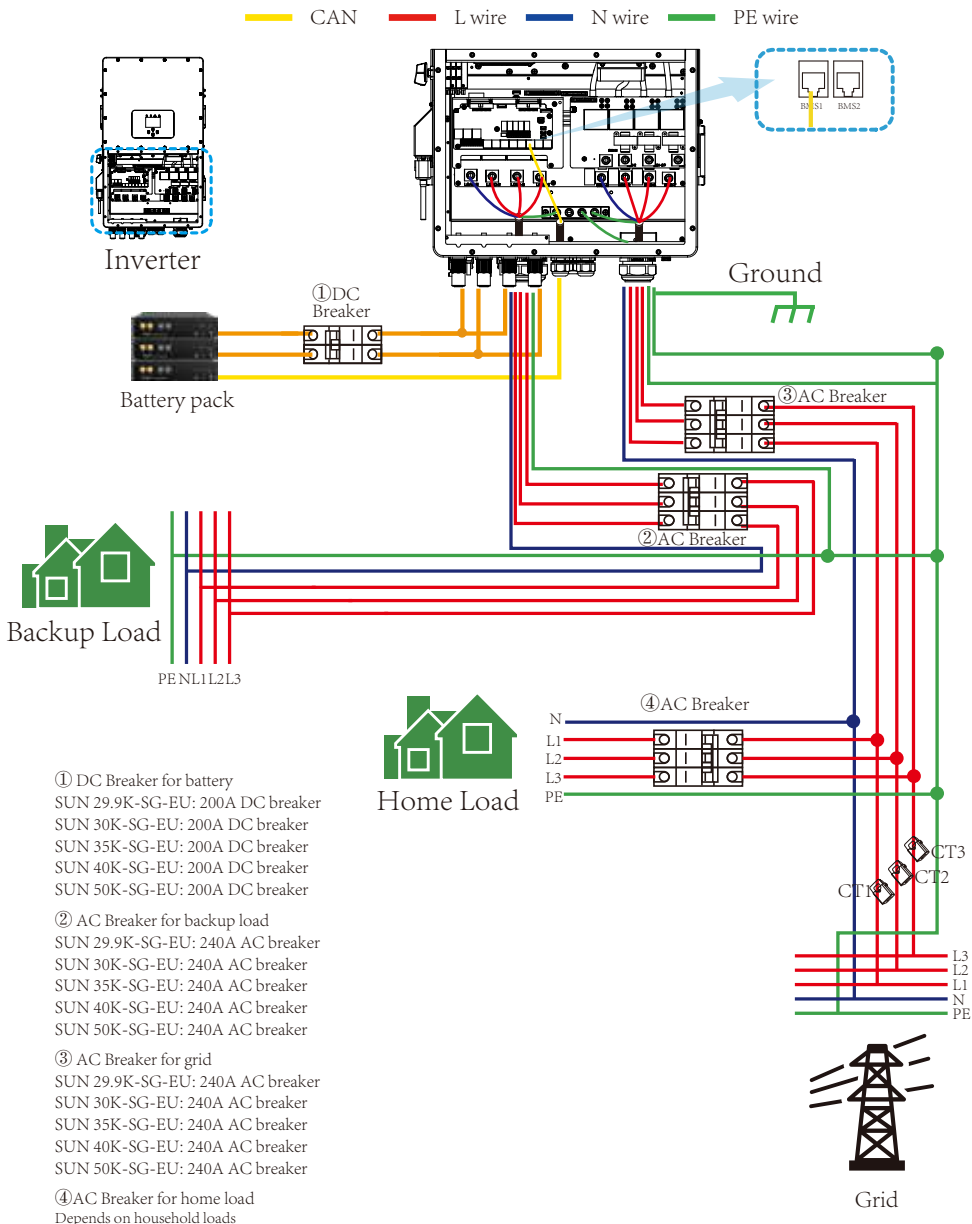 CAN L wire N wire PE wire
BMS1 BMS2
Inverter
Ground
①DC
Breaker
Battery pack
③AC Breaker
②AC Breaker
Backup Load
PE N L1 L2 L3
④AC Breaker
N
L1
L2
L3
PE
Home Load
CT3
CT2
CT1
L3
L2
L1
N
PE
Grid
① DC Breaker for battery
SUN 29.9K-SG-EU: 200A DC breaker
SUN 30K-SG-EU: 200A DC breaker
SUN 35K-SG-EU: 200A DC breaker
SUN 40K-SG-EU: 200A DC breaker
SUN 50K-SG-EU: 200A DC breaker
② AC Breaker for backup load
SUN 29.9K-SG-EU: 240A AC breaker
SUN 30K-SG-EU: 240A AC breaker
SUN 35K-SG-EU: 240A AC breaker
SUN 40K-SG-EU: 240A AC breaker
SUN 50K-SG-EU: 240A AC breaker
③ AC Breaker for grid
SUN 29.9K-SG-EU: 240A AC breaker
SUN 30K-SG-EU: 240A AC breaker
SUN 35K-SG-EU: 240A AC breaker
SUN 40K-SG-EU: 240A AC breaker
SUN 50K-SG-EU: 240A AC breaker
④AC Breaker for home load
Depends on household loads